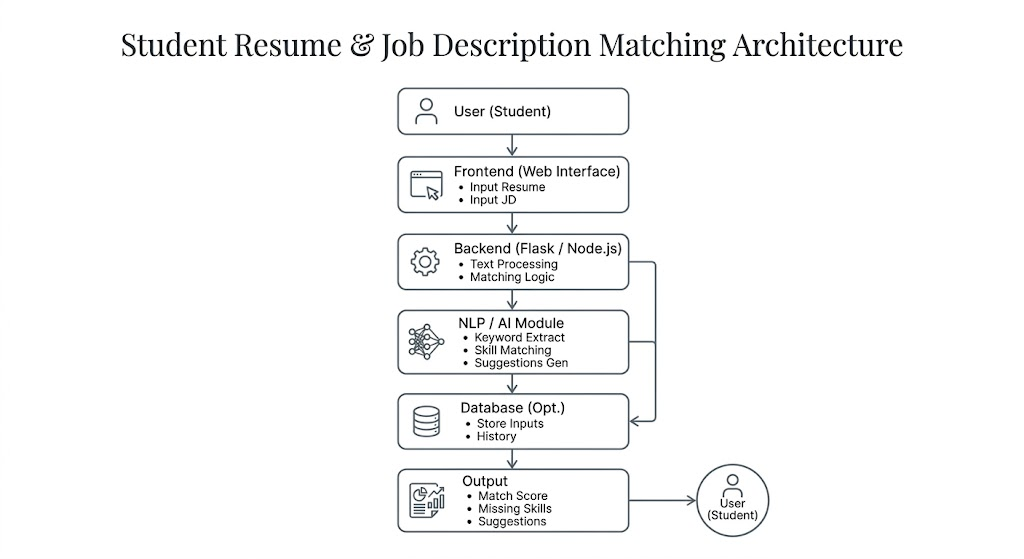 Student Resume & Job Description Matching Architecture
User (Student)
Frontend (Web Interface)
• Input Resume
• Input JD
Backend (Flask / Node.js)
• Text Processing
• Matching Logic
NLP / AI Module
• Keyword Extract
• Skill Matching
• Suggestions Gen
Database (Opt.)
• Store Inputs
• History
Output
• Match Score
• Missing Skills
• Suggestions
User
(Student)